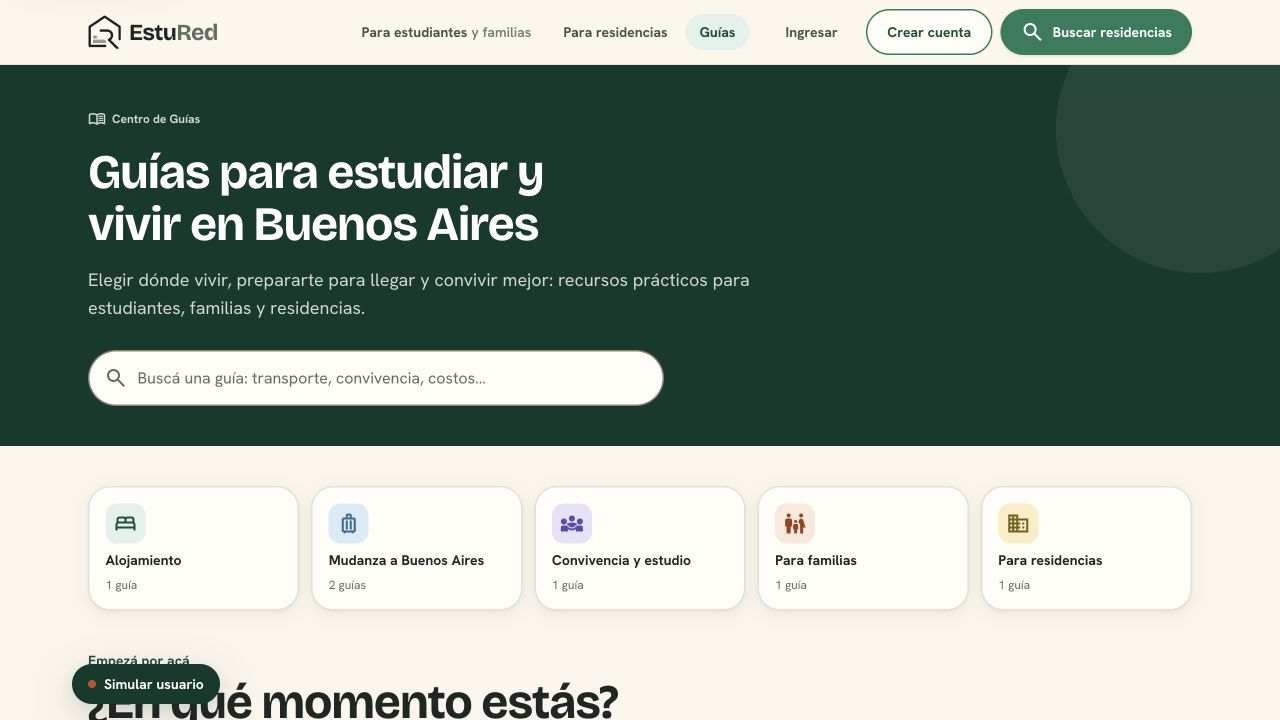 EstuRed
Para estudiantes y familias
Para residencias
Guías
Ingresar
Crear cuenta
Buscar residencias
Centro de Guías
Guías para estudiar y
vivir en Buenos Aires
Elegir dónde vivir, prepararte para llegar y convivir mejor: recursos prácticos para
estudiantes, familias y residencias.
Buscá una guía: transporte, convivencia, costos…
Alojamiento
1 guía
Mudanza a Buenos Aires
2 guías
Convivencia y estudio
1 guía
Para familias
1 guía
Para residencias
1 guía
Empezá por acá
Simular usuario
¿En qué momento estás?